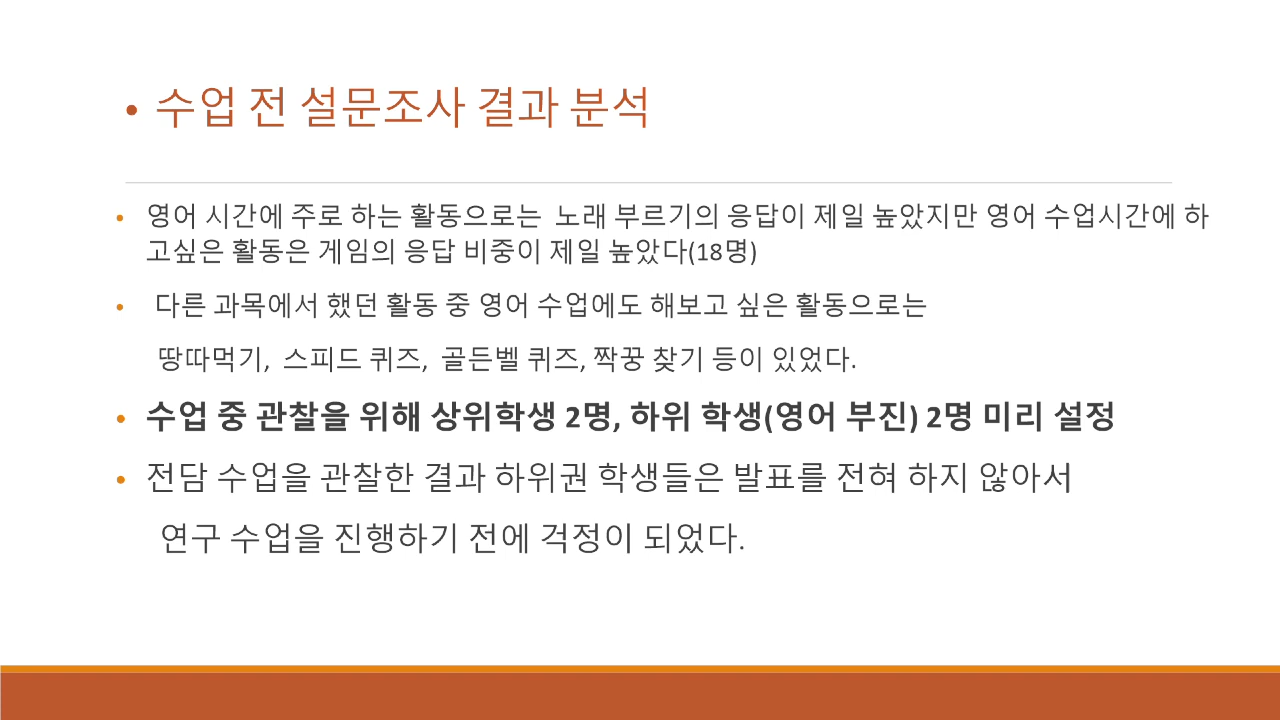 • 수업 전 설문조사 결과 분석
• 영어 시간에 주로 하는 활동으로는 노래 부르기의 응답이 제일 높았지만 영어 수업시간에 하
고싶은 활동은 게임의 응답 비중이 제일 높았다(18명)
• 다른 과목에서 했던 활동 중 영어 수업에도 해보고 싶은 활동으로는
땅따먹기, 스피드 퀴즈, 골든벨 퀴즈, 짝꿍 찾기 등이 있었다.
• 수업 중 관찰을 위해 상위학생 2명, 하위 학생(영어 부진) 2명 미리 설정
• 전담 수업을 관찰한 결과 하위권 학생들은 발표를 전혀 하지 않아서
연구 수업을 진행하기 전에 걱정이 되었다.